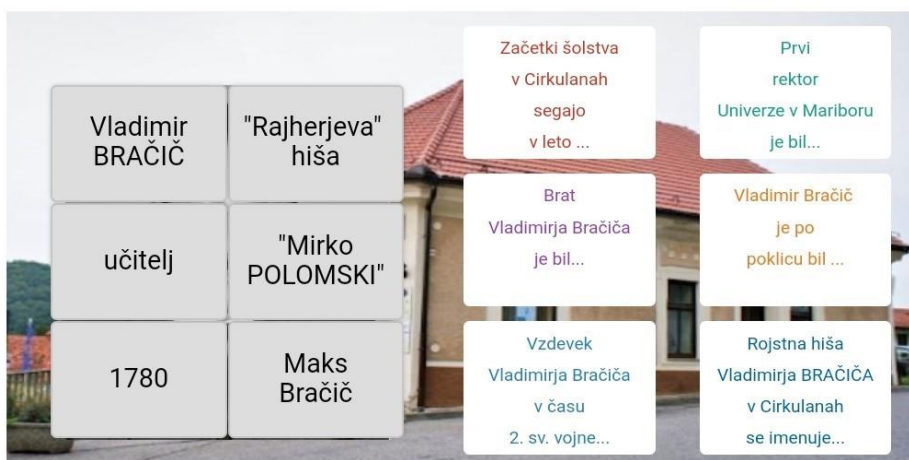 Vladimir
BRAČIČ
"Rajherjeva"
hiša
učitelj
"Mirko
POLOMSKI"
1780
Maks
Bračič
Začetki šolstva
v Cirkulanah
segajo
v leto ...
Prvi
rektor
Univerze v Mariboru
je bil...
Brat
Vladimirja Bračiča
je bil...
Vladimir Bračič
je po
poklicu bil ...
Vzdevek
Vladimirja Bračiča
v času
2. sv. vojne...
Rojstna hiša
Vladimirja BRAČIČA
v Cirkulanah
se imenuje...